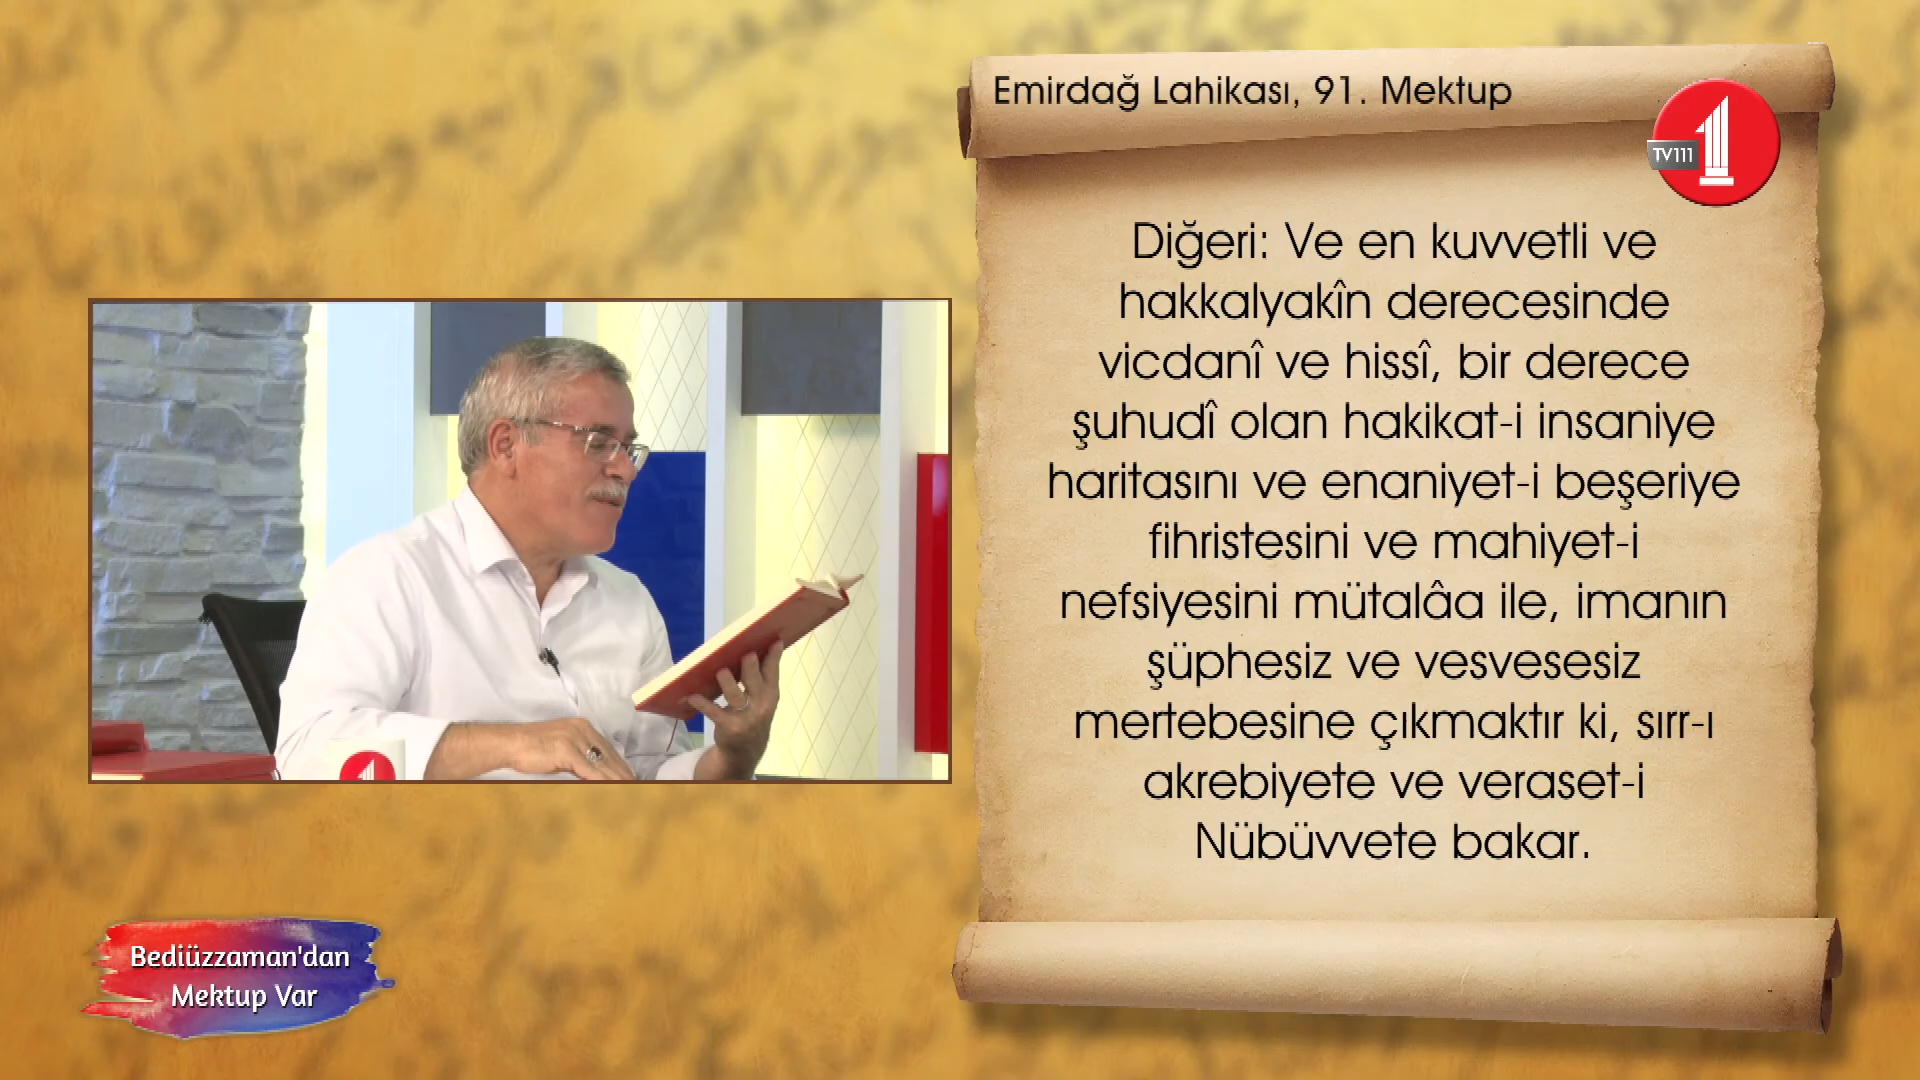 Emirdağ Lahikası, 91. Mektup
TV111
Diğeri: Ve en kuvvetli ve
hakkalyakîn derecesinde
vicdanî ve hissî, bir derece
şuhudî olan hakikat-i insaniye
haritasını ve enaniyet-i beşeriye
fihristesini ve mahiyet-i
nefsiyesini mütalâa ile, imanın
şüphesiz ve vesvesesiz
mertebesine çıkmaktır ki, sırr-ı
akrebiyete ve veraset-i
Nübüvvete bakar.
Bediüzzaman'dan
Mektup Var